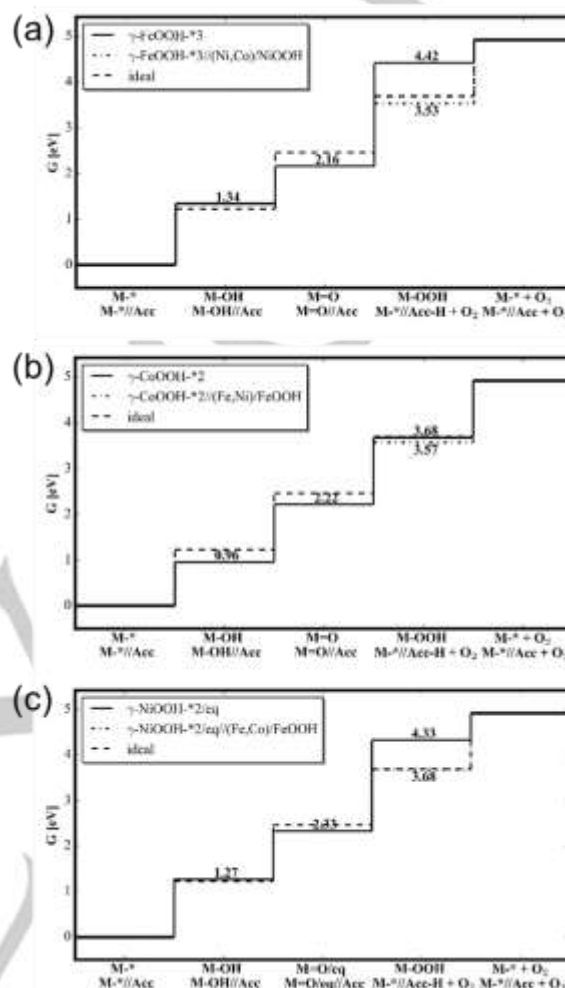 (a)
γ-FeOOH-*3
γ-FeOOH-*3//(Ni,Co)/NiOOH
ideal
G [eV]
5
4
3
2
1
0
4.42
3.53
2.16
1.34
M-* M-OH M=O M-OOH M-* + O₂
M-*//Acc M-OH//Acc M=O//Acc M-*//Acc-H + O₂ M-*//Acc + O₂
(b)
γ-CoOOH-*2
γ-CoOOH-*2//(Fe,Ni)/FeOOH
ideal
G [eV]
5
4
3
2
1
0
3.68
3.57
2.22
0.96
M-* M-OH M=O M-OOH M-* + O₂
M-*//Acc M-OH//Acc M=O//Acc M-*//Acc-H + O₂ M-*//Acc + O₂
(c)
γ-NiOOH-*2/eq
γ-NiOOH-*2/eq//(Fe,Co)/FeOOH
ideal
G [eV]
5
4
3
2
1
0
4.33
3.68
2.33
1.27
M-* M-OH M=O/eq M-OOH M-* + O₂
M-*//Acc M-OH//Acc M=O/eq//Acc M-*//Acc-H + O₂ M-*//Acc + O₂